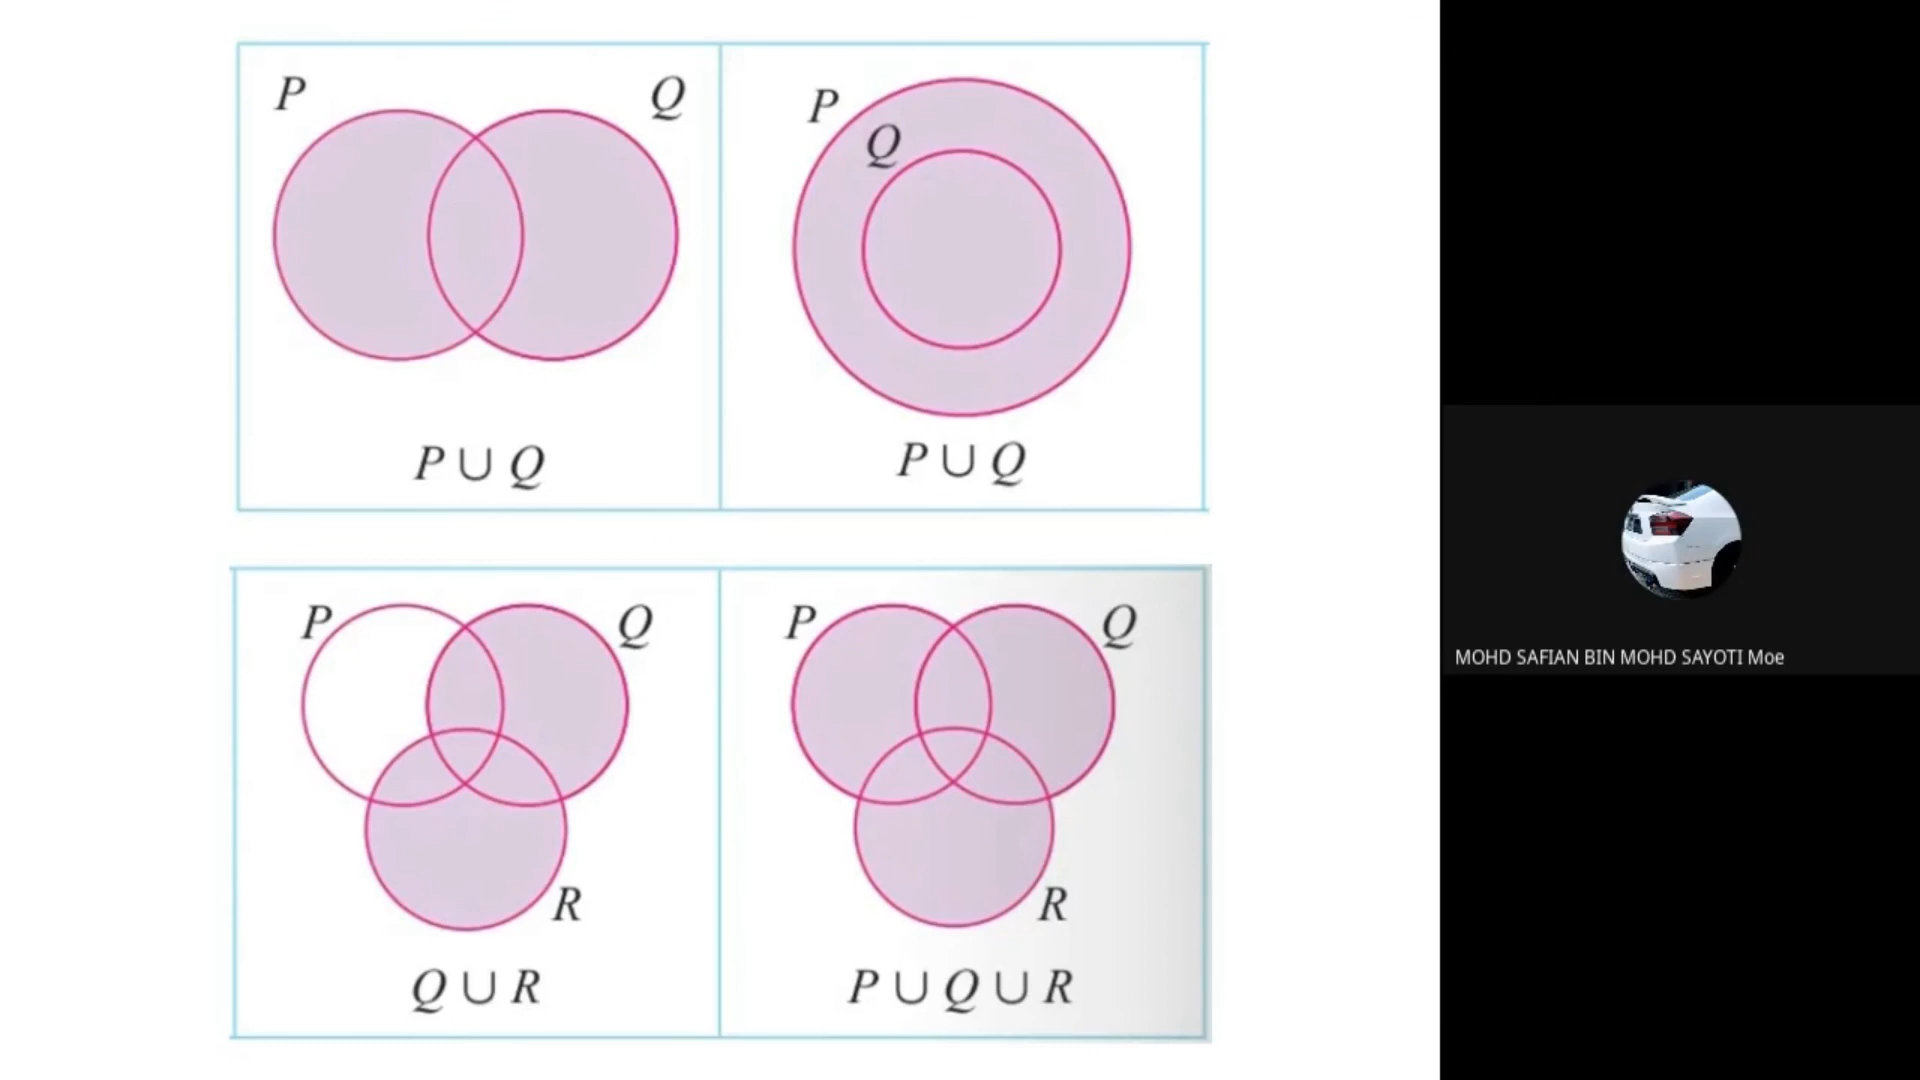 P Q
P ∪ Q
P
Q
P ∪ Q
P Q
R
Q ∪ R
P Q
R
P ∪ Q ∪ R
MOHD SAFIAN BIN MOHD SAYOTI Moe